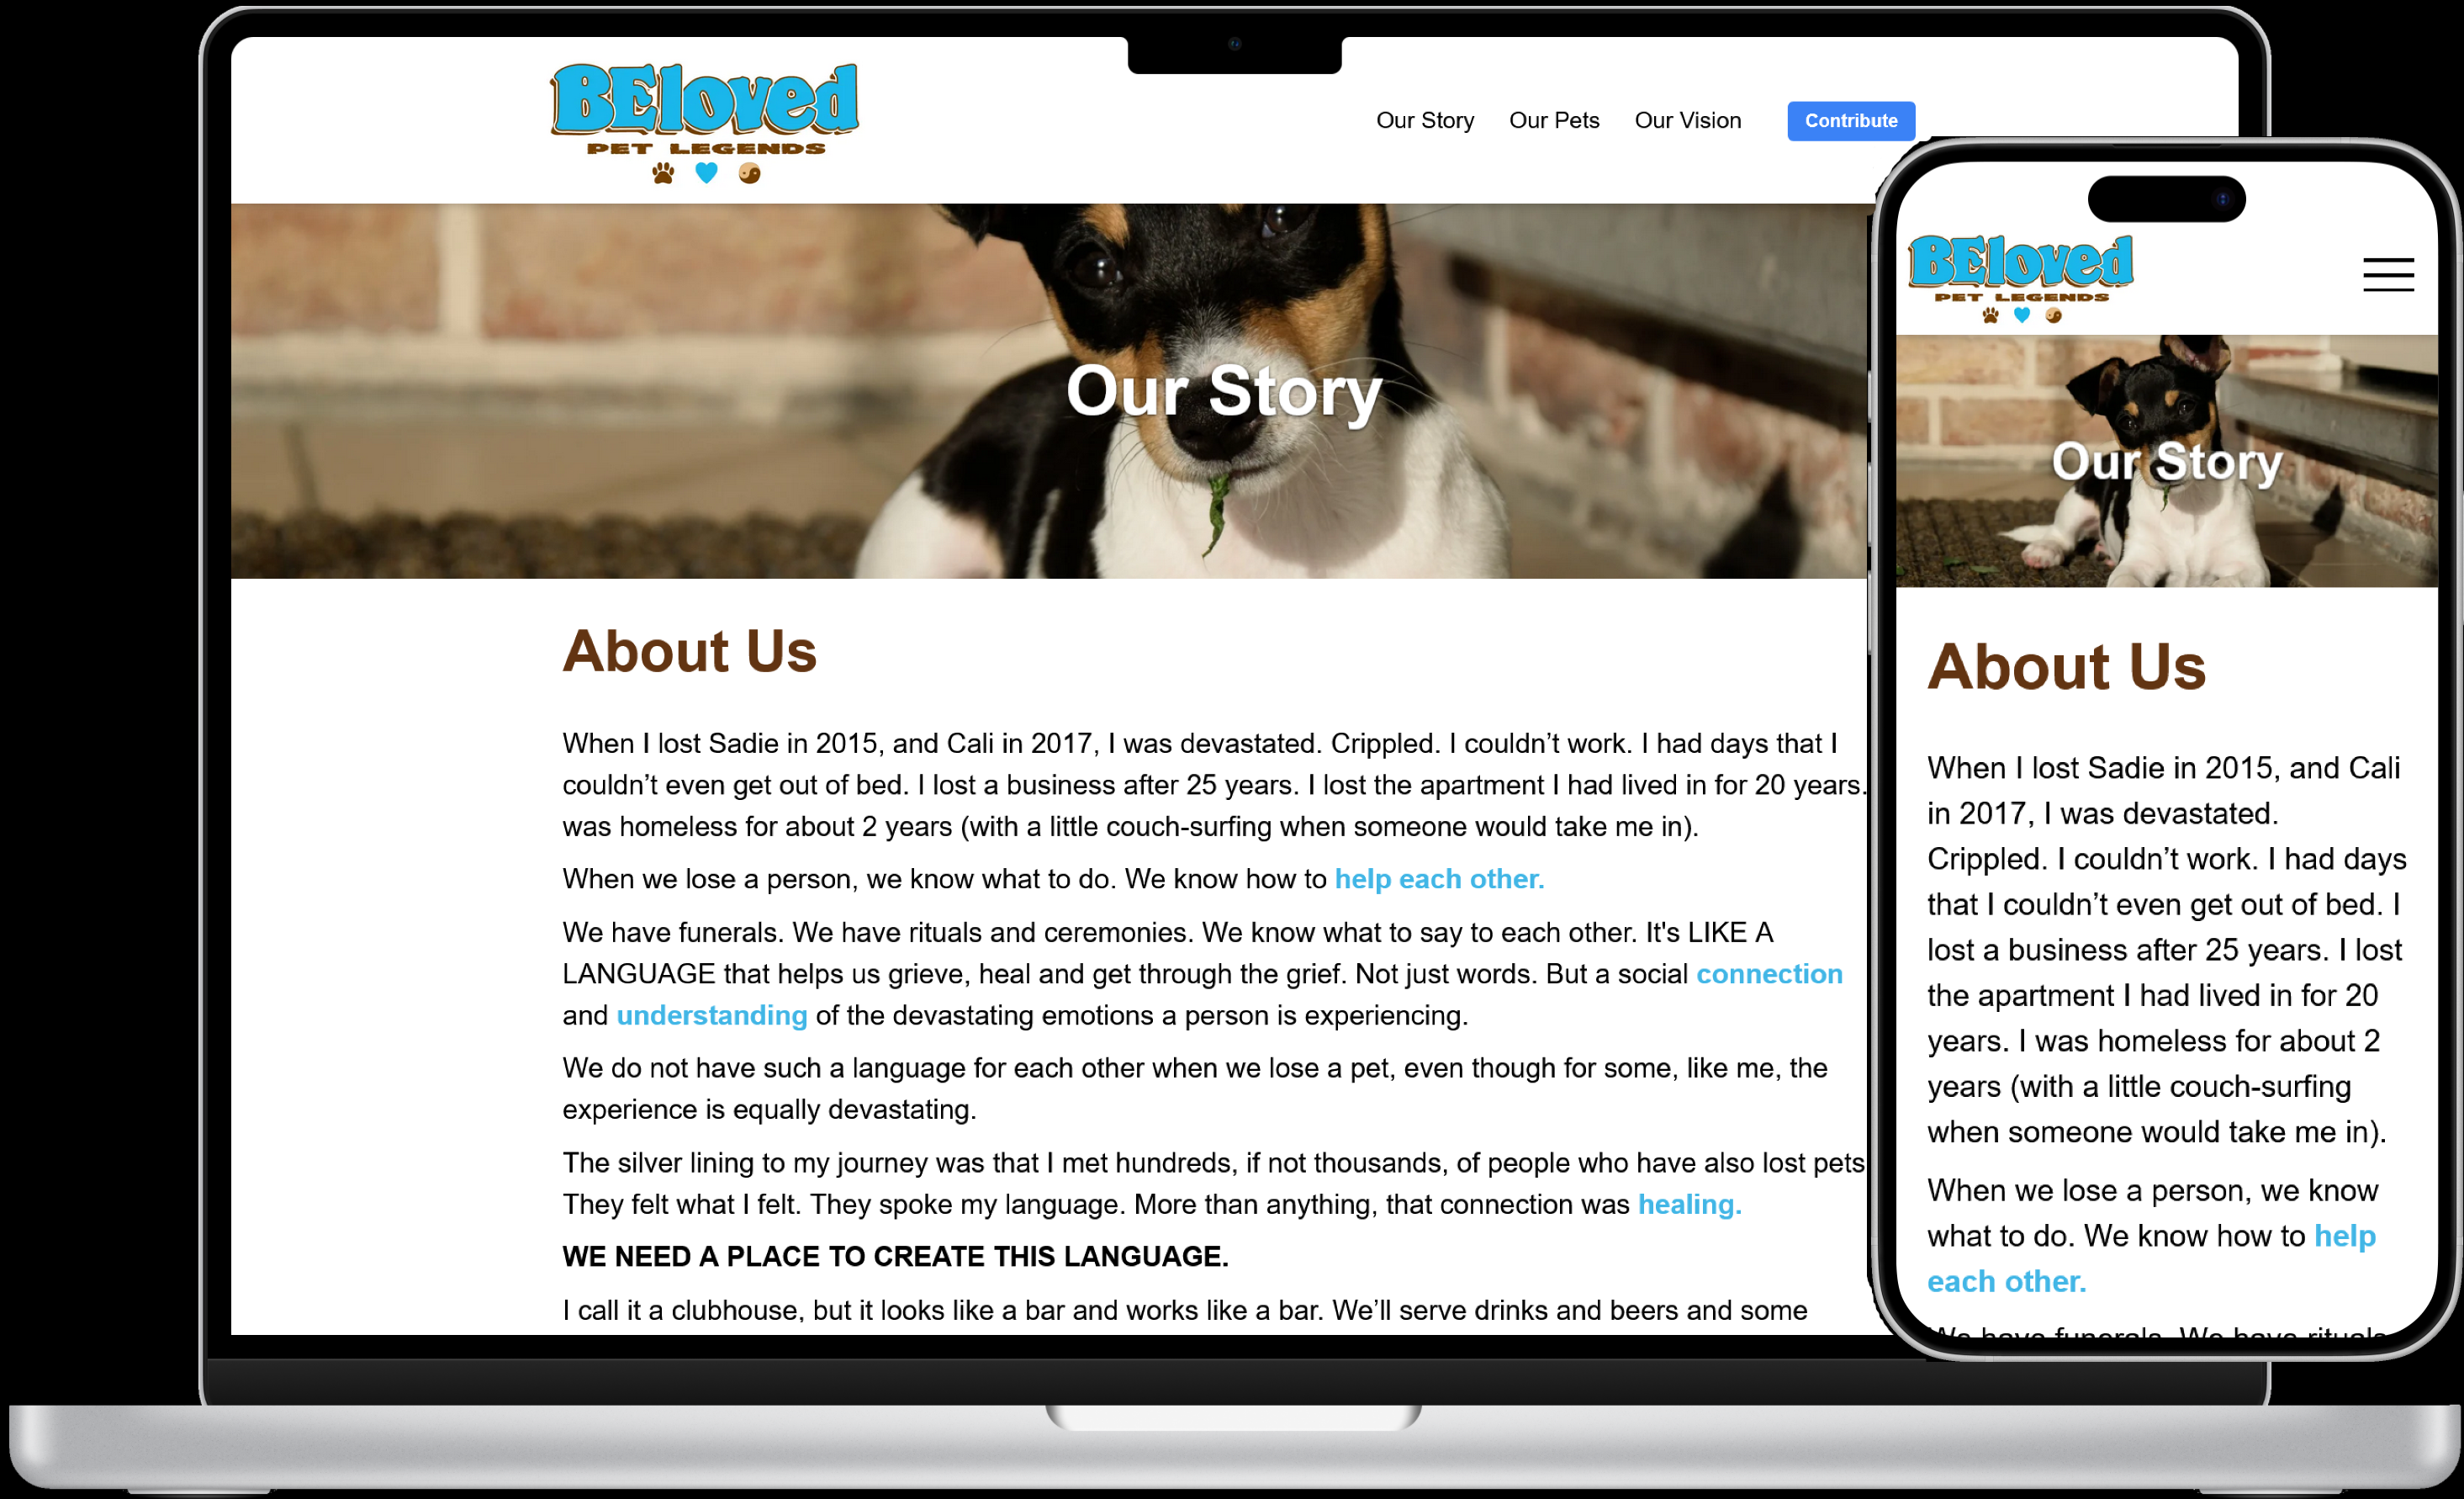 BEloved
PET LEGENDS
Our Story Our Pets Our Vision Contribute
Our Story
About Us
When I lost Sadie in 2015, and Cali in 2017, I was devastated. Crippled. I couldn’t work. I had days that I
couldn’t even get out of bed. I lost a business after 25 years. I lost the apartment I had lived in for 20 years.
was homeless for about 2 years (with a little couch-surfing when someone would take me in).
When we lose a person, we know what to do. We know how to help each other.
We have funerals. We have rituals and ceremonies. We know what to say to each other. It's LIKE A
LANGUAGE that helps us grieve, heal and get through the grief. Not just words. But a social connection
and understanding of the devastating emotions a person is experiencing.
We do not have such a language for each other when we lose a pet, even though for some, like me, the
experience is equally devastating.
The silver lining to my journey was that I met hundreds, if not thousands, of people who have also lost pets
They felt what I felt. They spoke my language. More than anything, that connection was healing.
WE NEED A PLACE TO CREATE THIS LANGUAGE.
I call it a clubhouse, but it looks like a bar and works like a bar. We’ll serve drinks and beers and some
BEloved
PET LEGENDS
Our Story
About Us
When I lost Sadie in 2015, and Cali
in 2017, I was devastated.
Crippled. I couldn’t work. I had days
that I couldn’t even get out of bed. I
lost a business after 25 years. I lost
the apartment I had lived in for 20
years. I was homeless for about 2
years (with a little couch-surfing
when someone would take me in).
When we lose a person, we know
what to do. We know how to help
each other.
We have funerals. We have rituals